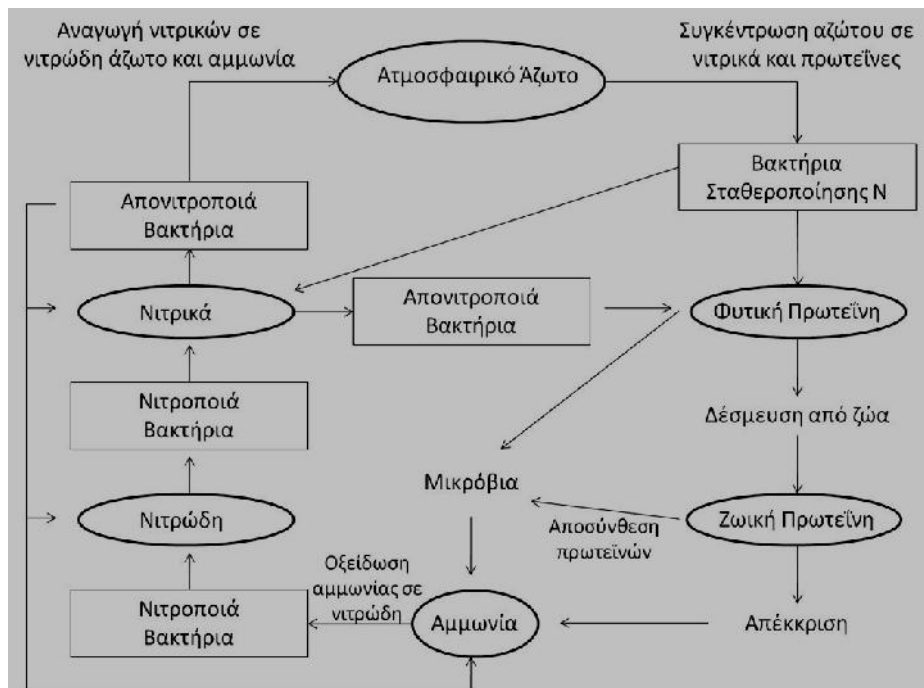 Αναγωγή νιτρικών σε
νιτρώδη άζωτο και αμμωνία
Συγκέντρωση αζώτου σε
νιτρικά και πρωτεΐνες
Ατμοσφαιρικό Άζωτο
Βακτήρια
Σταθεροποίησης Ν
Απονιτροποιά
Βακτήρια
Νιτρικά
Απονιτροποιά
Βακτήρια
Φυτική Πρωτεΐνη
Νιτροποιά
Βακτήρια
Δέσμευση από ζώα
Μικρόβια
Νιτρώδη
Ζωική Πρωτεΐνη
Αποσύνθεση
πρωτεϊνών
Οξείδωση
αμμωνίας σε
νιτρώδη
Νιτροποιά
Βακτήρια
Αμμωνία
Απέκκριση